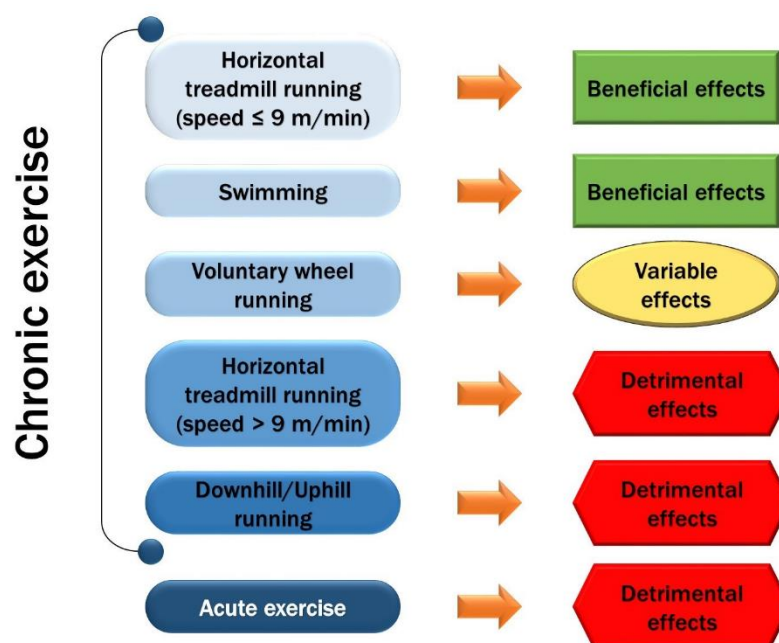 Chronic exercise
Horizontal
treadmill running
(speed ≤ 9 m/min)
Beneficial effects
Swimming
Beneficial effects
Voluntary wheel
running
Variable
effects
Horizontal
treadmill running
(speed > 9 m/min)
Detrimental
effects
Downhill/Uphill
running
Detrimental
effects
Acute exercise
Detrimental
effects